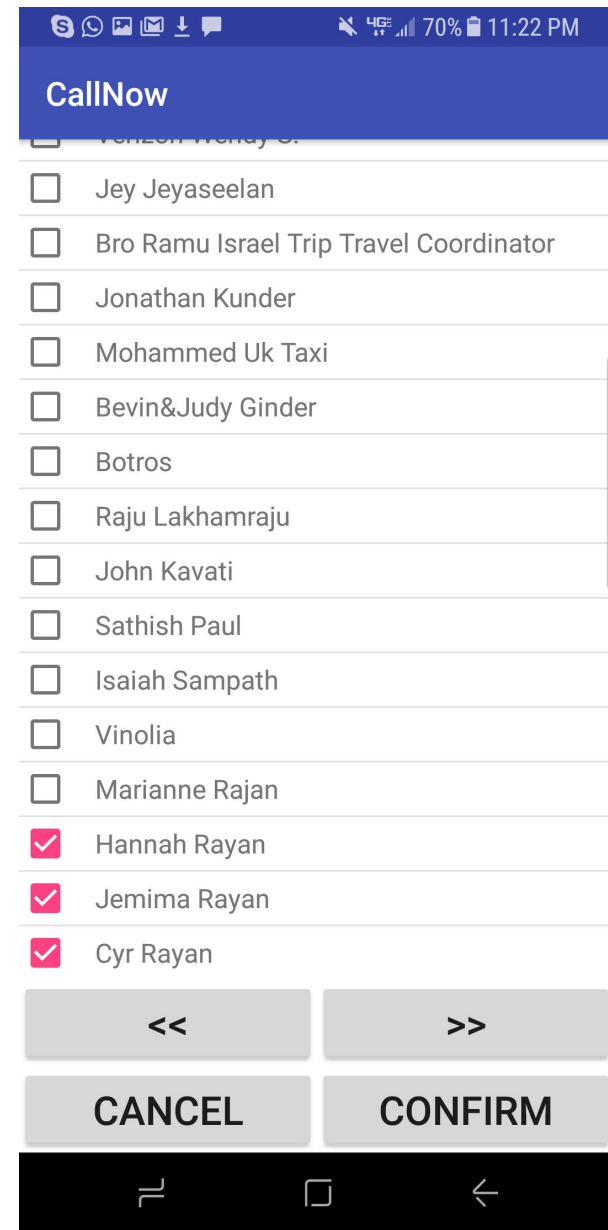 70% 11:22 PM
CallNow
Jey Jeyaseelan
Bro Ramu Israel Trip Travel Coordinator
Jonathan Kunder
Mohammed Uk Taxi
Bevin&Judy Ginder
Botros
Raju Lakhamraju
John Kavati
Sathish Paul
Isaiah Sampath
Vinolia
Marianne Rajan
Hannah Rayan
Jemima Rayan
Cyr Rayan
<< >>
CANCEL CONFIRM